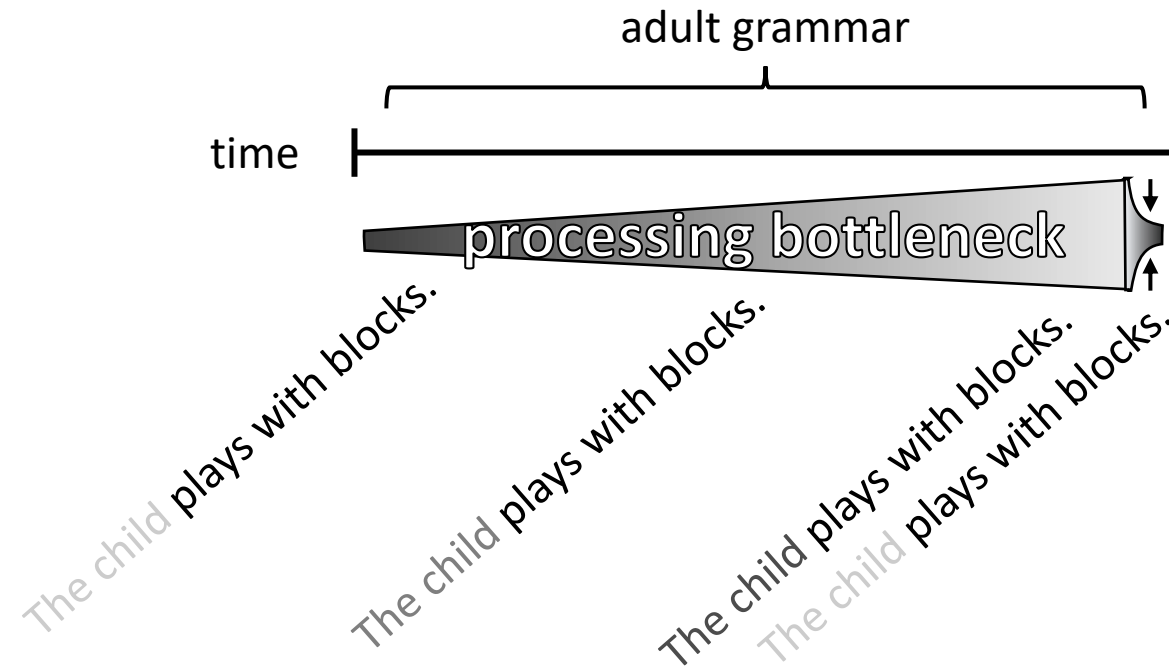 adult grammar
time
processing bottleneck
The child plays with blocks.
The child plays with blocks.
The child plays with blocks.
The child plays with blocks.